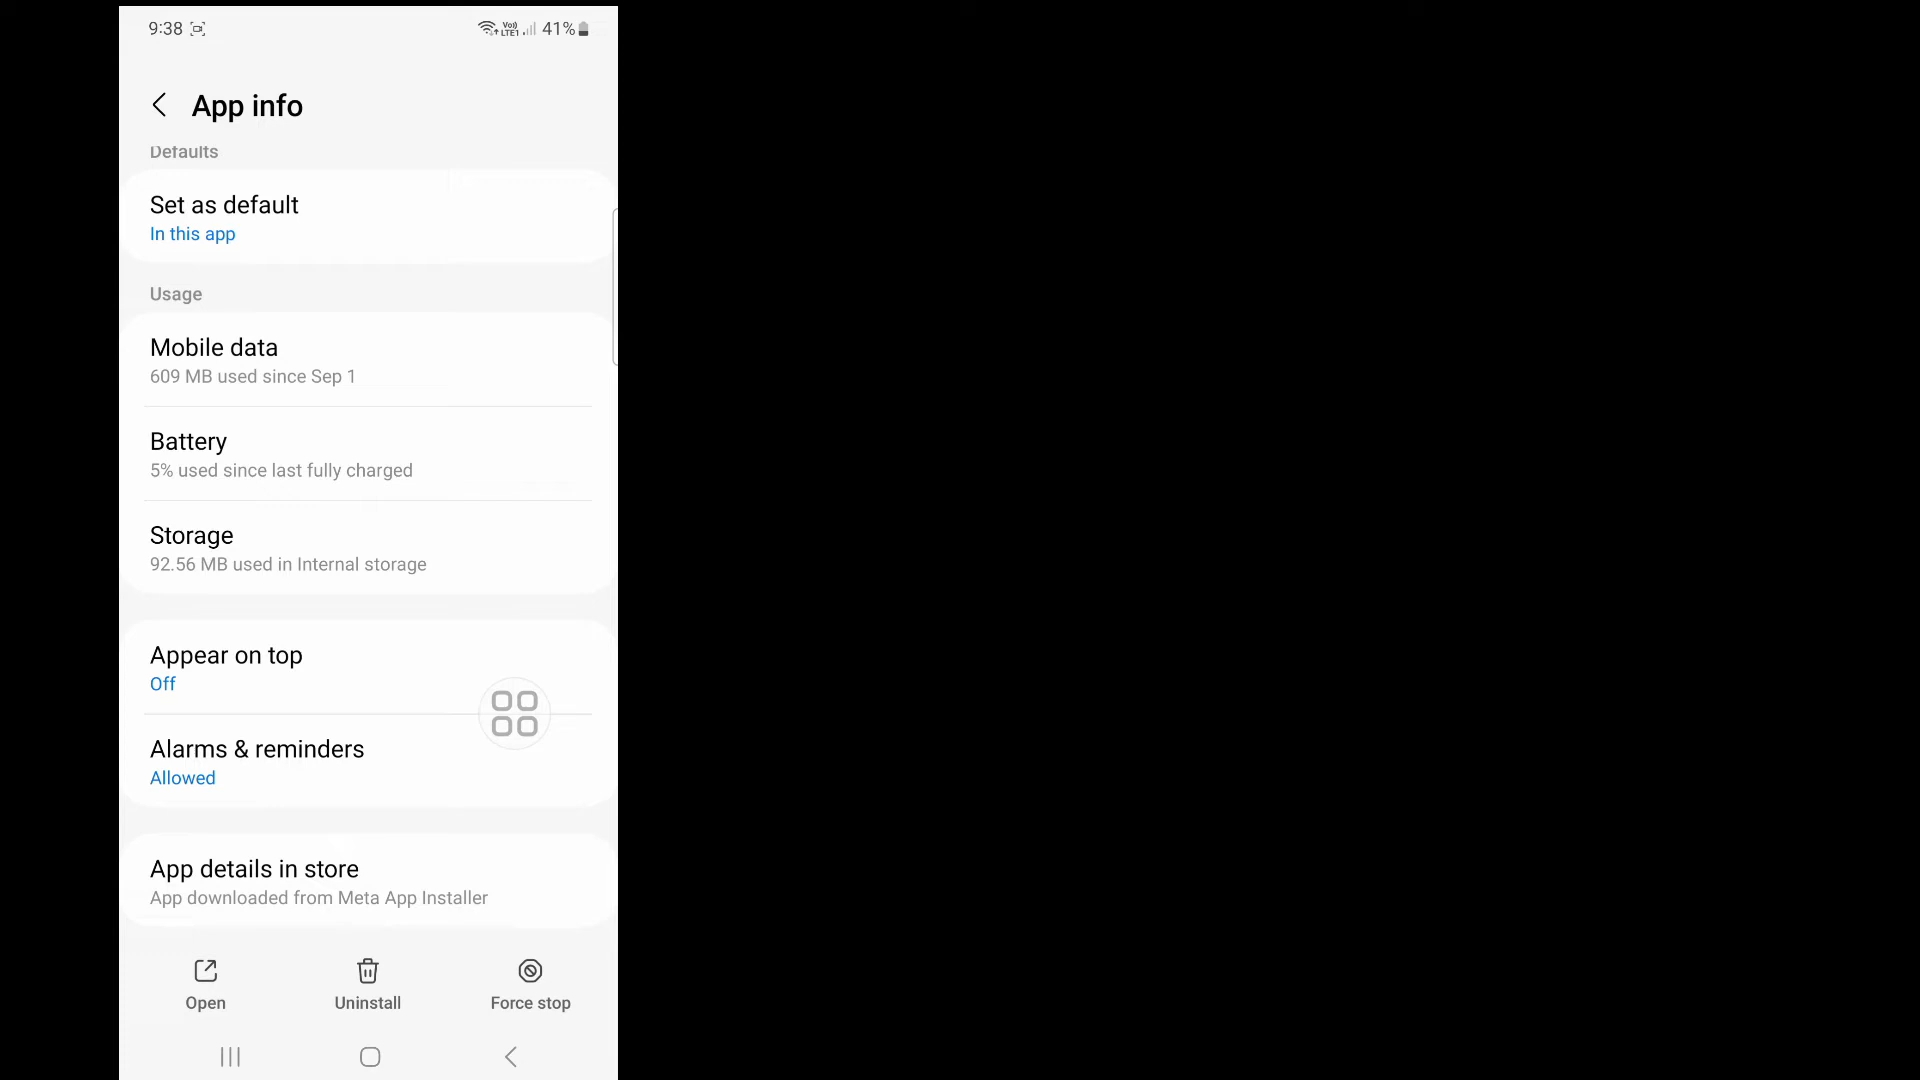 9:38
Vo)) LTE1 41%
App info
Defaults
Set as default
In this app
Usage
Mobile data
609 MB used since Sep 1
Battery
5% used since last fully charged
Storage
92.56 MB used in Internal storage
Appear on top
Off
Alarms & reminders
Allowed
App details in store
App downloaded from Meta App Installer
Open Uninstall Force stop